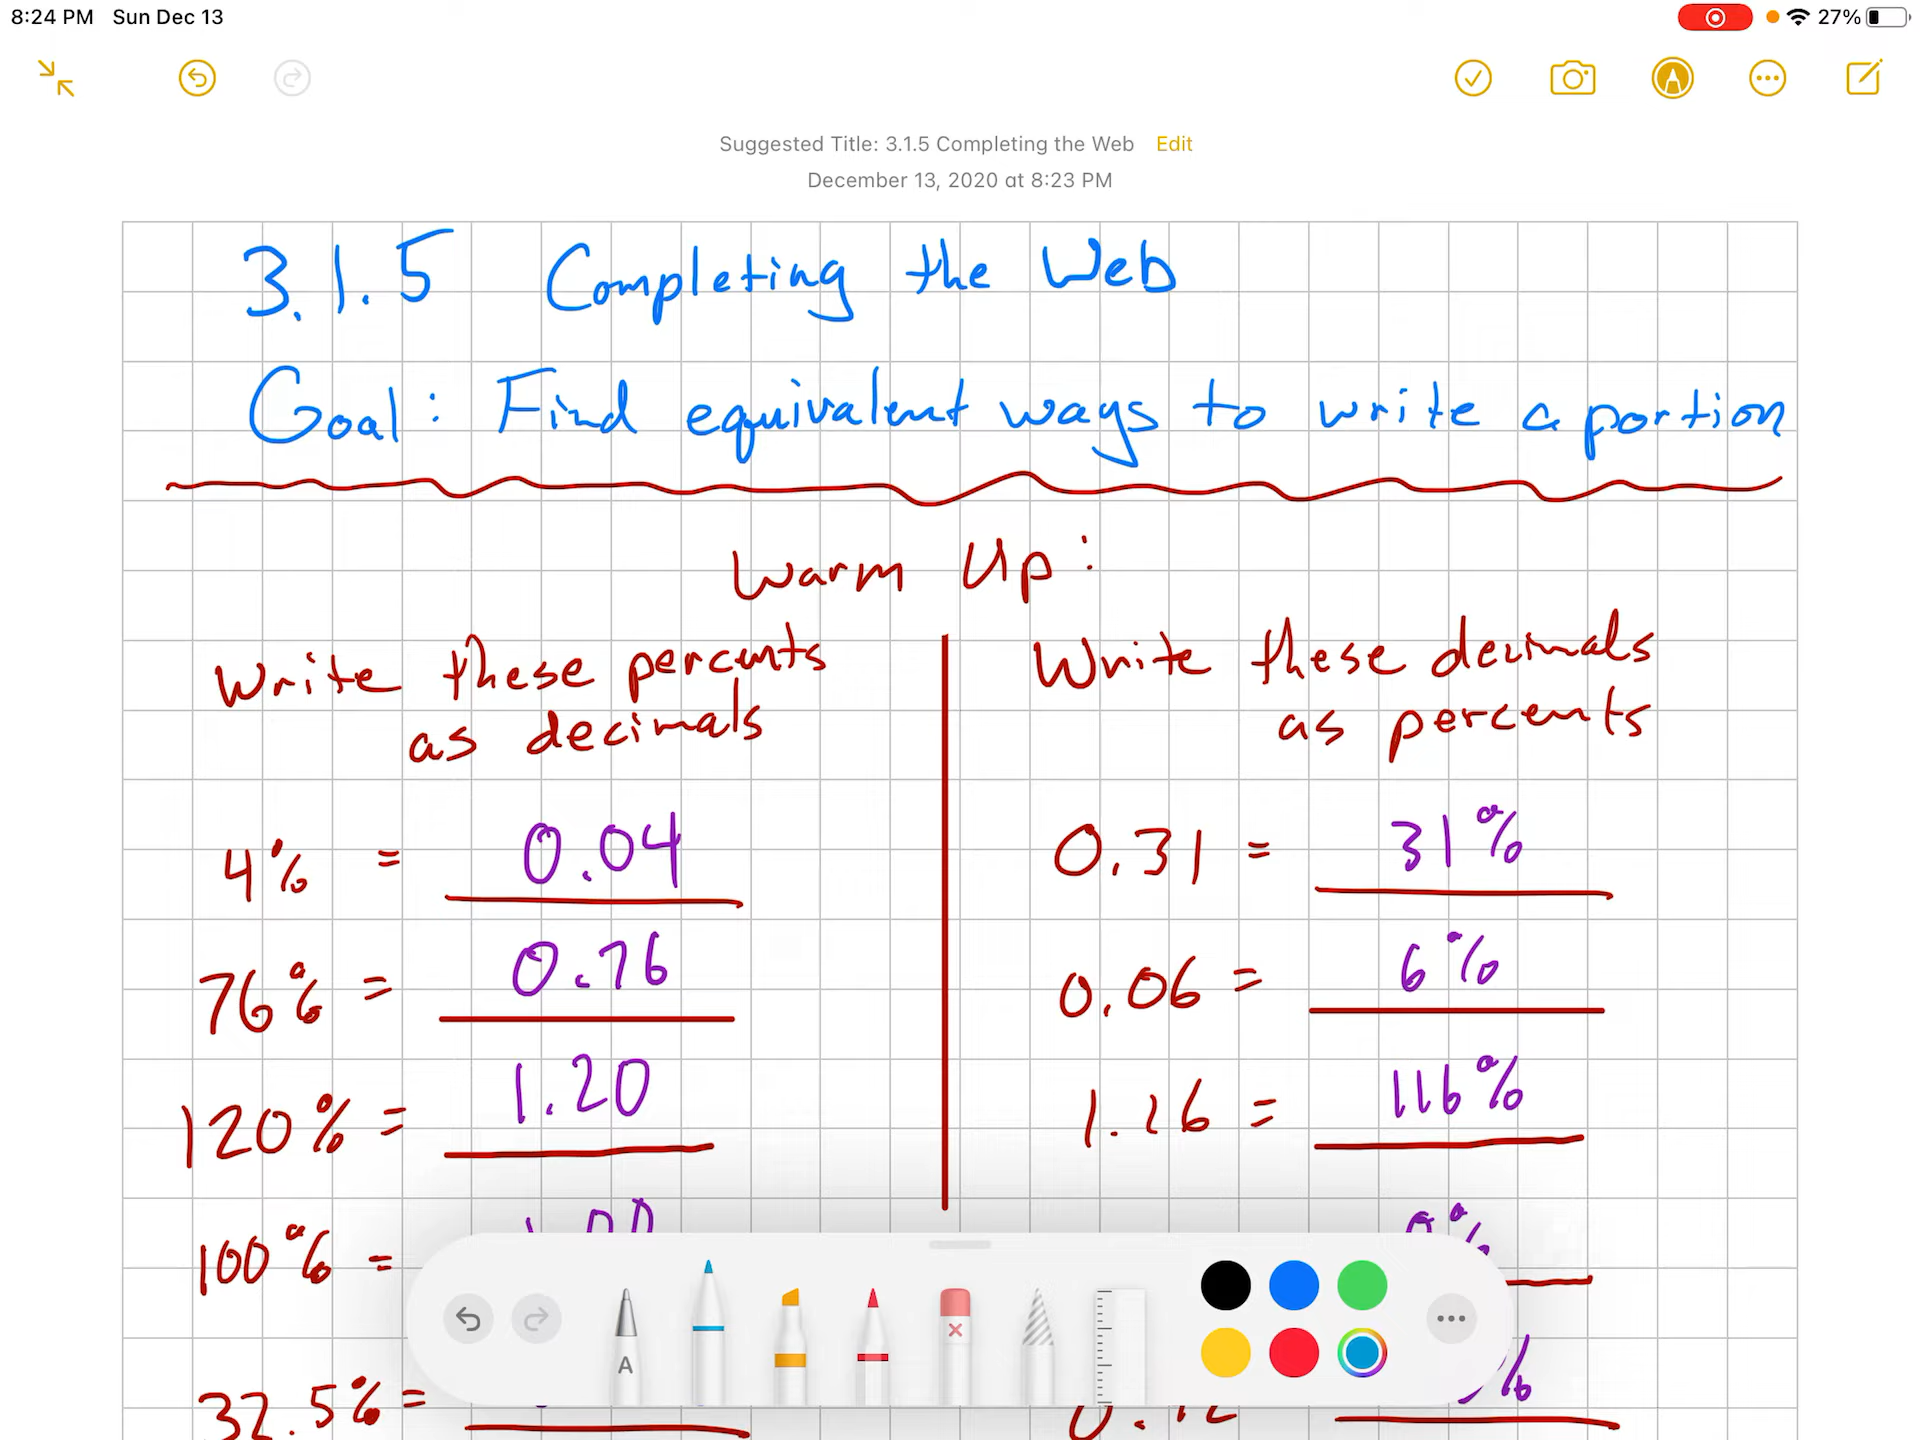 8:24 PM Sun Dec 13 27%
Suggested Title: 3.1.5 Completing the Web Edit
December 13, 2020 at 8:23 PM
3.1.5 Completing the Web
Goal: Find equivalent ways to write a portion
Warm Up:
Write these percents
as decimals
4% = 0.04
76% = 0.76
120% = 1.20
100% =
32.5% =
Write these decimals
as percents
0.31 = 31%
0.06 = 6%
1.16 = 116%
A